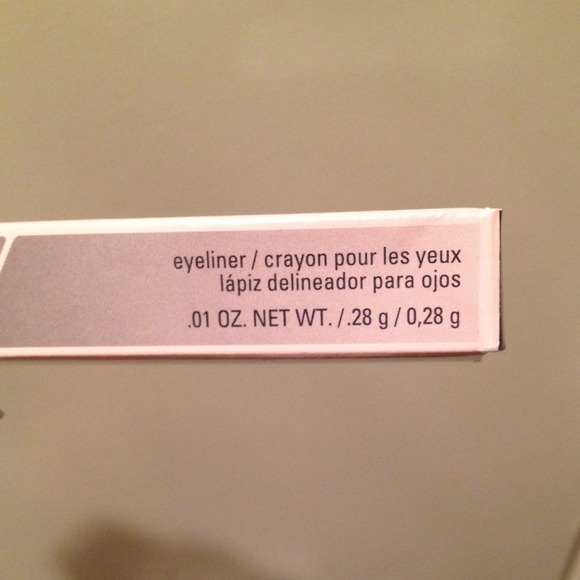 eyeliner / crayon pour les yeux
lápiz delineador para ojos
.01 OZ. NET WT. / .28 g / 0,28 g